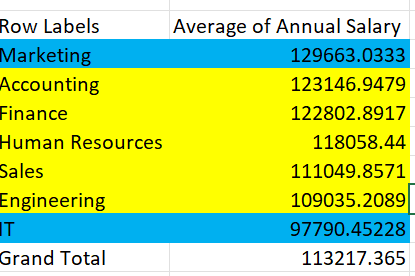 Row Labels Average of Annual Salary
Marketing 129663.0333
Accounting 123146.9479
Finance 122802.8917
Human Resources 118058.44
Sales 111049.8571
Engineering 109035.2089
IT 97790.45228
Grand Total 113217.365